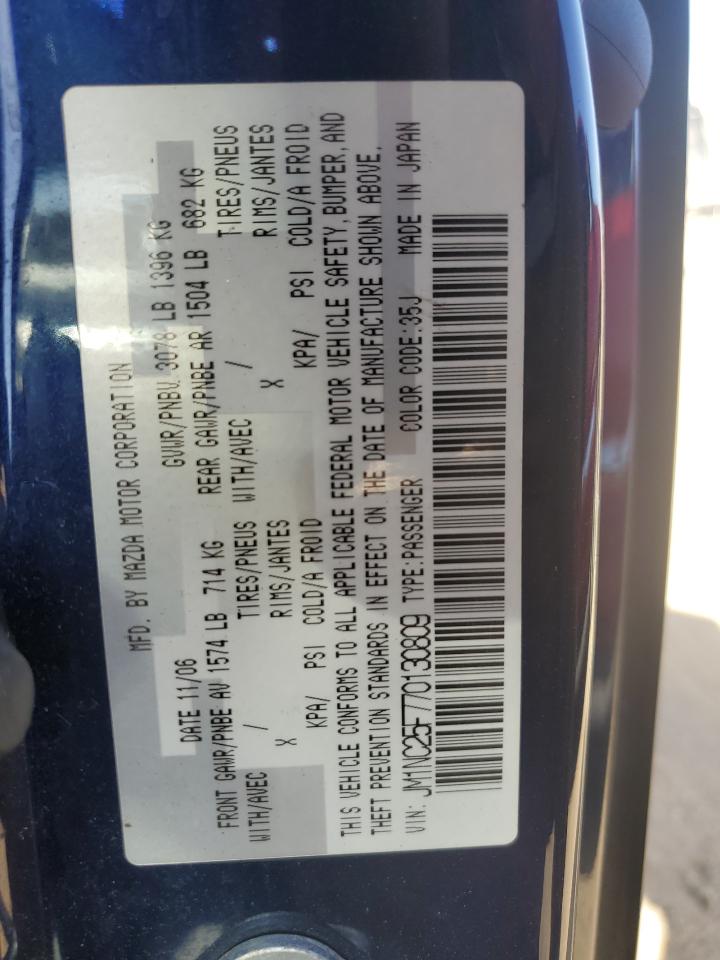 MFD. BY MAZDA MOTOR CORPORATION
DATE 11/06 GVWR/PNBV 3078 LB 1396 KG
FRONT GAWR/PNBE AV 1574 LB 714 KG REAR GAWR/PNBE AR 1504 LB 682 KG
WITH/AVEC / TIRES/PNEUS WITH/AVEC / TIRES/PNEUS
X RIMS/JANTES X RIMS/JANTES
KPA/ PSI COLD/A FROID KPA/ PSI COLD/A FROID
THIS VEHICLE CONFORMS TO ALL APPLICABLE FEDERAL MOTOR VEHICLE SAFETY, BUMPER, AND
THEFT PREVENTION STANDARDS IN EFFECT ON THE DATE OF MANUFACTURE SHOWN ABOVE.
VIN: JM1NC25F770130809 TYPE:PASSENGER COLOR CODE:35J MADE IN JAPAN